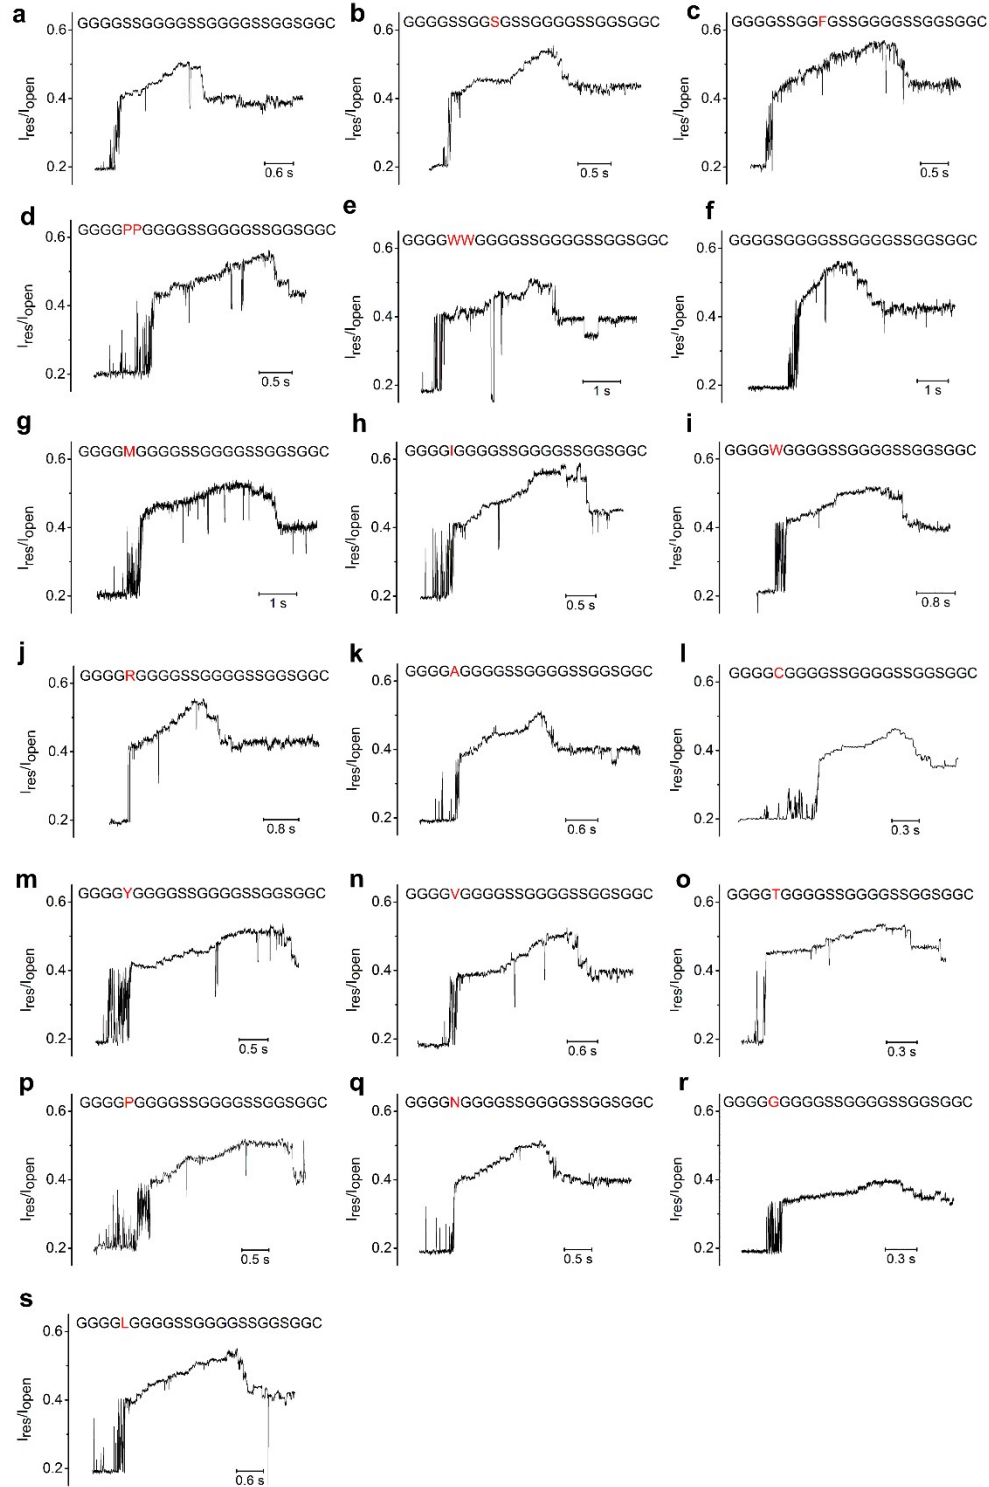 a
GGGGSSGGGGSSGGGGSSGGSGGC
0.6
0.4
0.2
Ires/Iopen
0.6 s
b
GGGGSSGGSGSSGGGGSSGGSGGC
0.6
0.4
0.2
Ires/Iopen
0.5 s
c
GGGGSSGGFGSSGGGGSSGGSGGC
0.6
0.4
0.2
Ires/Iopen
0.5 s
d
GGGGPPGGGGSSGGGGSSGGSGGC
0.6
0.4
0.2
Ires/Iopen
0.5 s
e
GGGGWWGGGGSSGGGGSSGGSGGC
0.6
0.4
0.2
Ires/Iopen
1 s
f
GGGGSGGGGSSGGGGSSGGSGGC
0.6
0.4
0.2
Ires/Iopen
1 s
g
GGGGMGGGGSSGGGGSSGGSGGC
0.6
0.4
0.2
Ires/Iopen
1 s
h
GGGGIGGGGSSGGGGSSGGSGGC
0.6
0.4
0.2
Ires/Iopen
0.5 s
i
GGGGWGGGGSSGGGGSSGGSGGC
0.6
0.4
0.2
Ires/Iopen
0.8 s
j
GGGGRGGGGSSGGGGSSGGSGGC
0.6
0.4
0.2
Ires/Iopen
0.8 s
k
GGGGAGGGGSSGGGGSSGGSGGC
0.6
0.4
0.2
Ires/Iopen
0.6 s
l
GGGGCGGGGSSGGGGSSGGSGGC
0.6
0.4
0.2
Ires/Iopen
0.3 s
m
GGGGYGGGGSSGGGGSSGGSGGC
0.6
0.4
0.2
Ires/Iopen
0.5 s
n
GGGGVGGGGSSGGGGSSGGSGGC
0.6
0.4
0.2
Ires/Iopen
0.6 s
o
GGGGTGGGGSSGGGGSSGGSGGC
0.6
0.4
0.2
Ires/Iopen
0.3 s
p
GGGGPGGGGSSGGGGSSGGSGGC
0.6
0.4
0.2
Ires/Iopen
0.5 s
q
GGGGNGGGGSSGGGGSSGGSGGC
0.6
0.4
0.2
Ires/Iopen
0.5 s
r
GGGGGGGGGSSGGGGSSGGSGGC
0.6
0.4
0.2
Ires/Iopen
0.3 s
s
GGGGLGGGGSSGGGGSSGGSGGC
0.6
0.4
0.2
Ires/Iopen
0.6 s